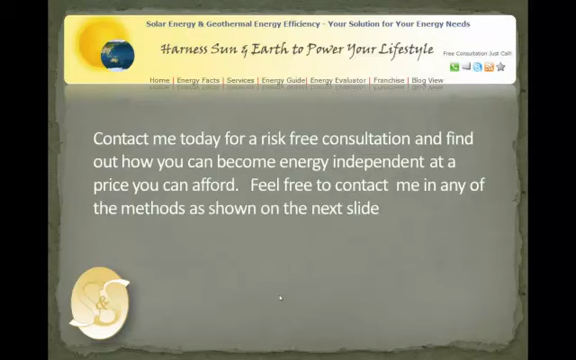 Solar Energy & Geothermal Energy Efficiency - Your Solution for Your Energy Needs
Harness Sun & Earth to Power Your Lifestyle
Free Consultation Just Call!
Home | Energy Facts | Services | Energy Guide| Energy Evaluator | Franchise | Blog View
Contact me today for a risk free consultation and find
out how you can become energy independent at a
price you can afford. Feel free to contact me in any of
the methods as shown on the next slide
S&S